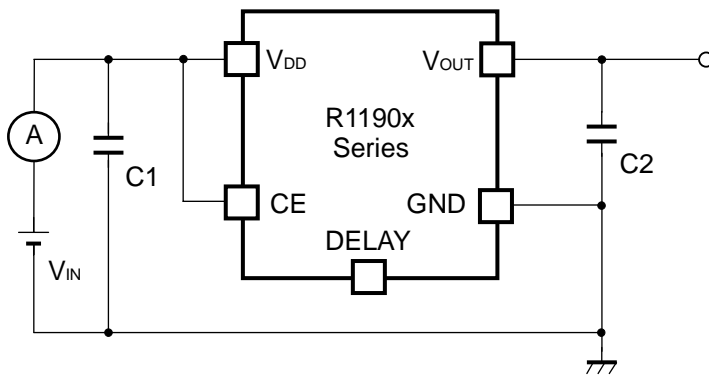 VDD
VOUT
R1190x
Series
A
C1
C2
CE
GND
DELAY
VIN